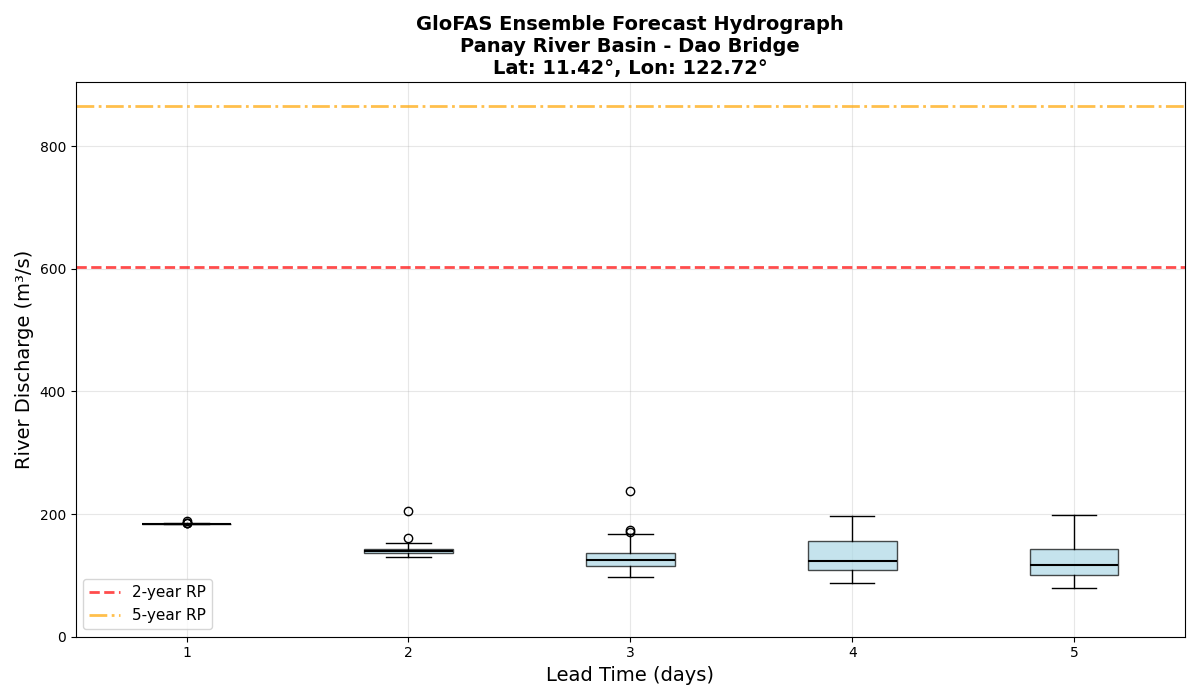 GloFAS Ensemble Forecast Hydrograph
Panay River Basin - Dao Bridge
Lat: 11.42°, Lon: 122.72°
River Discharge (m³/s)
800
600
400
200
0
2-year RP
5-year RP
1
2
3
4
5
Lead Time (days)